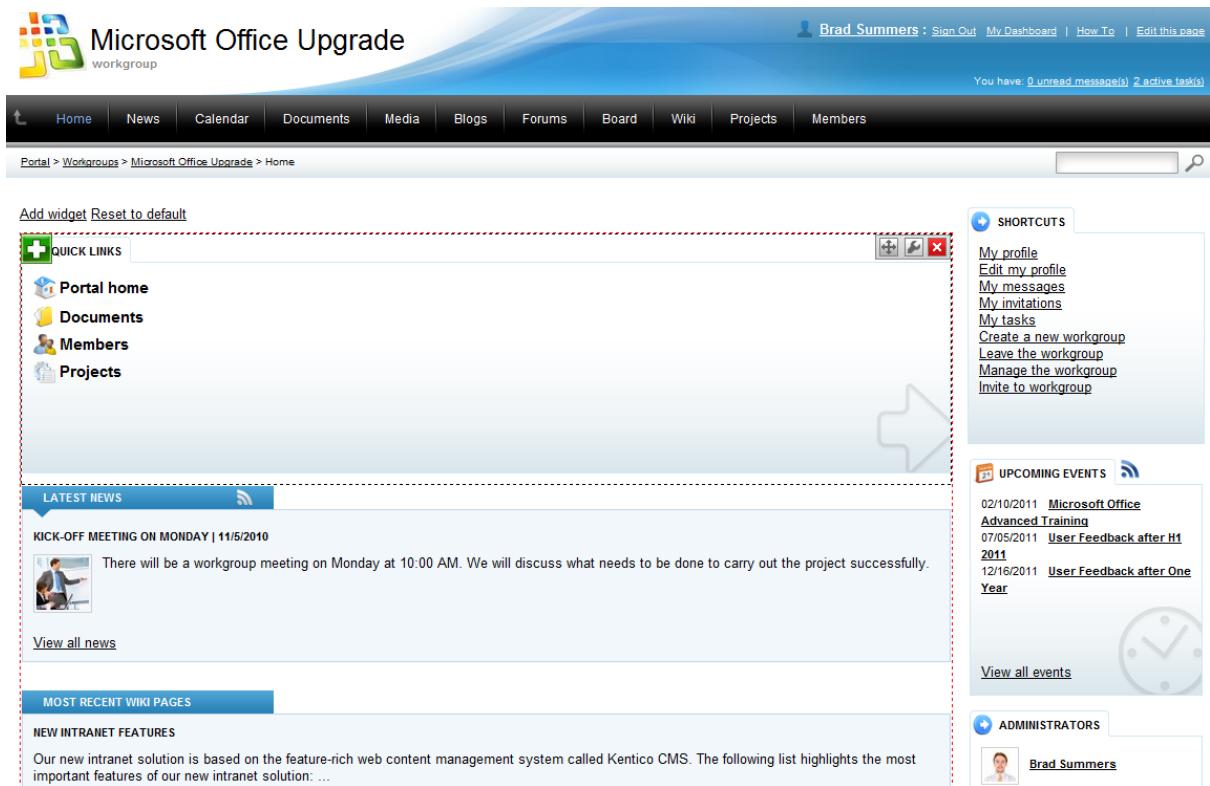 Microsoft Office Upgrade
workgroup
Brad Summers : Sign Out My Dashboard | How To | Edit this page
You have: 0 unread message(s) 2 active task(s)
Home News Calendar Documents Media Blogs Forums Board Wiki Projects Members
Portal > Workgroups > Microsoft Office Upgrade > Home
Add widget Reset to default
QUICK LINKS
Portal home
Documents
Members
Projects
LATEST NEWS
KICK-OFF MEETING ON MONDAY | 11/5/2010
There will be a workgroup meeting on Monday at 10:00 AM. We will discuss what needs to be done to carry out the project successfully.
View all news
MOST RECENT WIKI PAGES
NEW INTRANET FEATURES
Our new intranet solution is based on the feature-rich web content management system called Kentico CMS. The following list highlights the most
important features of our new intranet solution: ...
SHORTCUTS
My profile
Edit my profile
My messages
My invitations
My tasks
Create a new workgroup
Leave the workgroup
Manage the workgroup
Invite to workgroup
UPCOMING EVENTS
02/10/2011 Microsoft Office
Advanced Training
07/05/2011 User Feedback after H1
2011
12/16/2011 User Feedback after One
Year
View all events
ADMINISTRATORS
Brad Summers